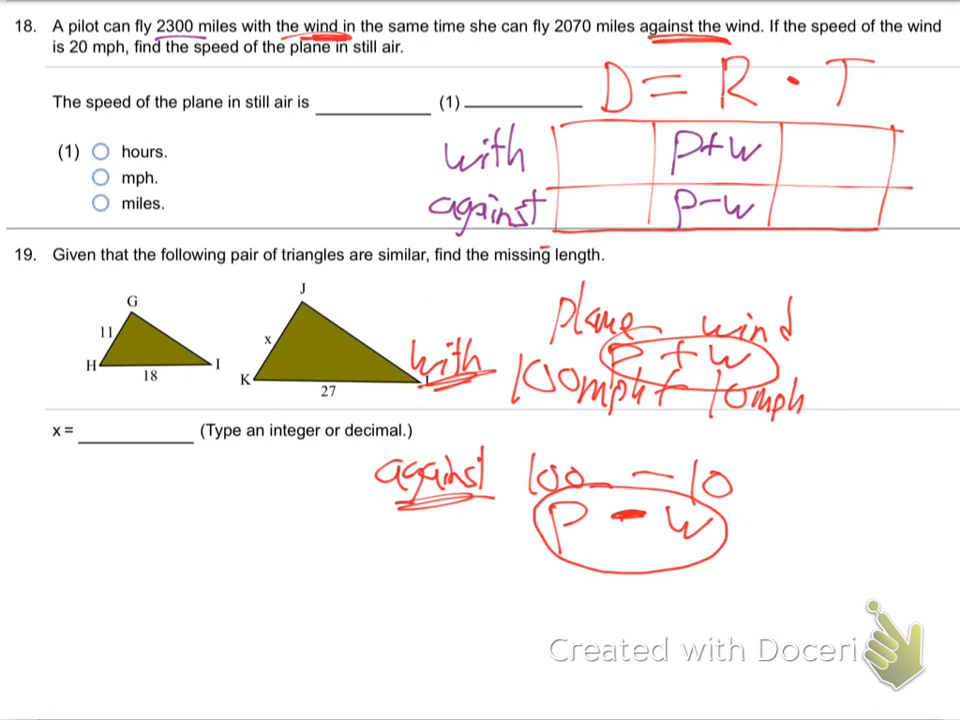 18. A pilot can fly 2300 miles with the wind in the same time she can fly 2070 miles against the wind. If the speed of the wind
is 20 mph, find the speed of the plane in still air.
D = R · T
The speed of the plane in still air is ________ (1) ________
with P+W
(1) hours.
mph.
against P-W
miles.
19. Given that the following pair of triangles are similar, find the missing length.
J
G
plane wind
11
x
P + W
with 100mph + 10mph
H
I
18
K
27
x = ________ (Type an integer or decimal.)
against 100 - 10
P - W
Created with Doceri